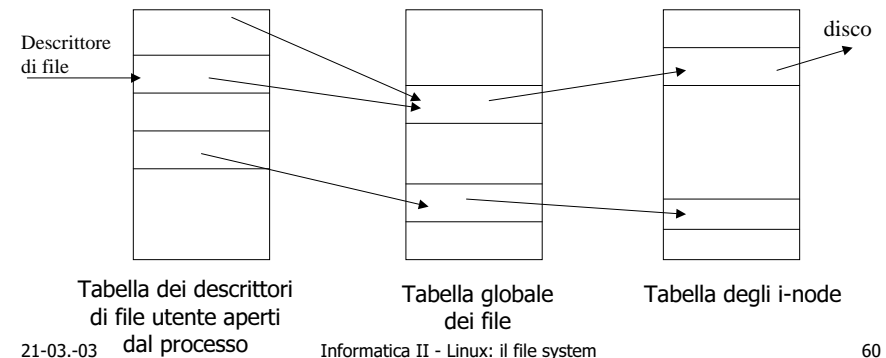 Descrittore
di file
disco
Tabella dei descrittori
di file utente aperti
dal processo
Tabella globale
dei file
Tabella degli i-node
21-03.-03
Informatica II - Linux: il file system
60